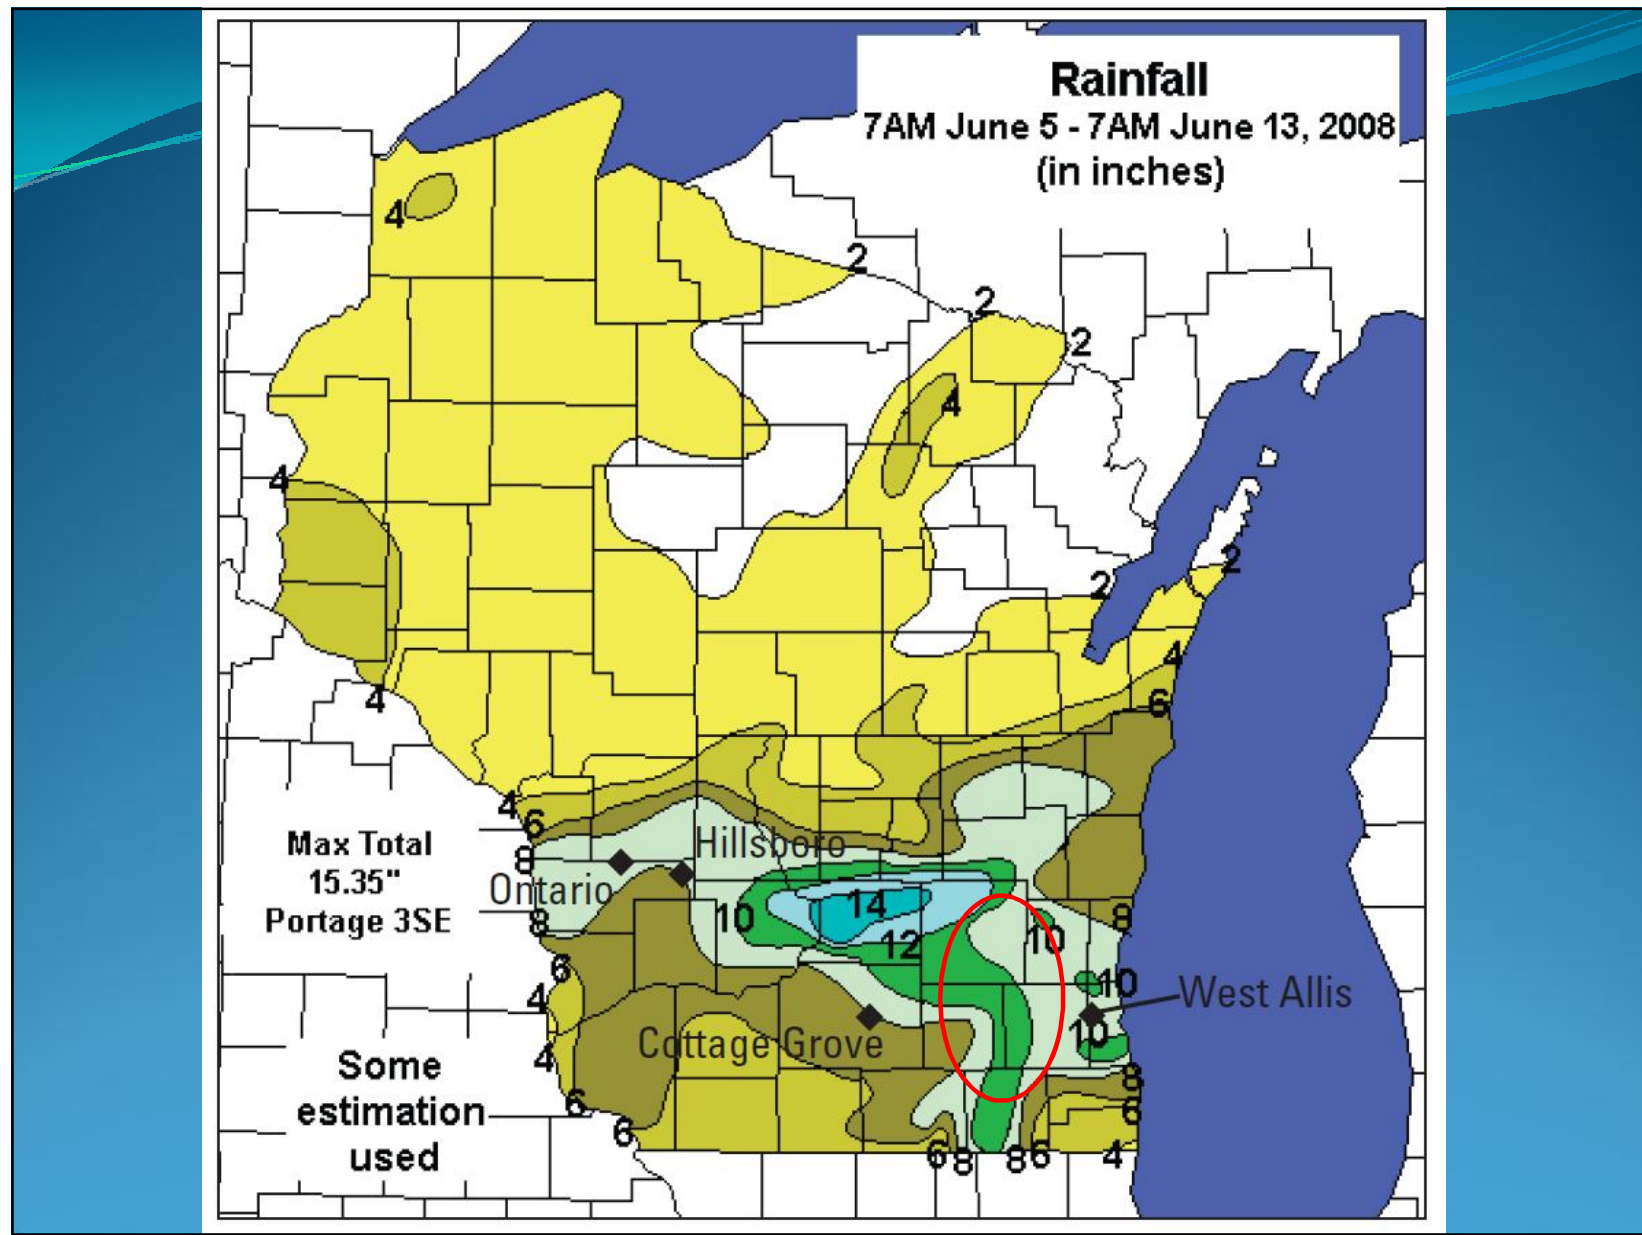 Rainfall
7AM June 5 - 7AM June 13, 2008
(in inches)
4
2
2
2
4
4
2
2
4
4
6
4
6
8
Hillsboro
Ontario
Max Total
15.35"
Portage 3SE
14
10
12
8
10
8
6
4
10
West Allis
10
Cottage Grove
4
6
6
8
6
Some
estimation
used
6
8
8
6
4